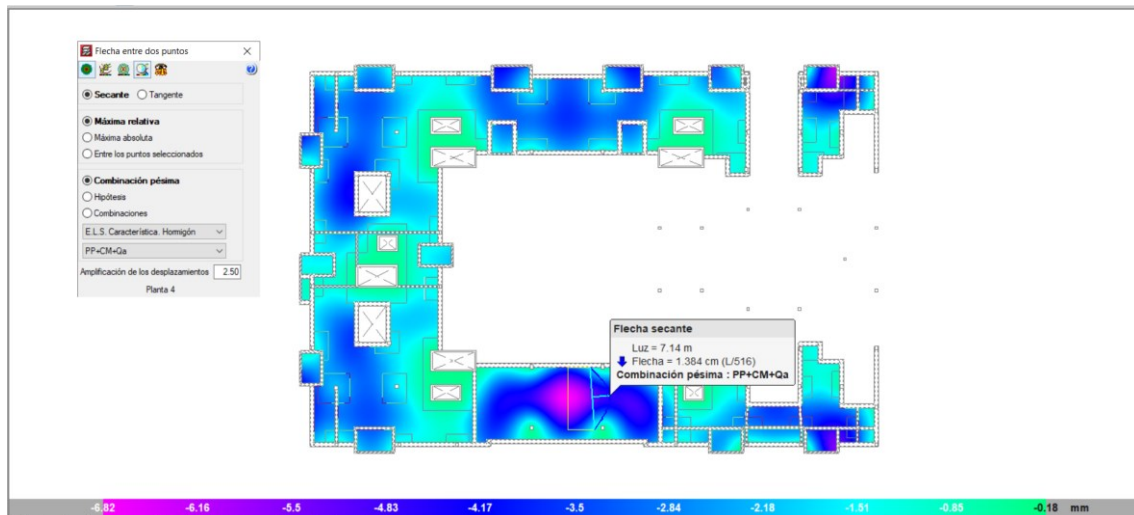 Flecha entre dos puntos
Secante Tangente
Máxima relativa
Máxima absoluta
Entre los puntos seleccionados
Combinación pésima
Hipótesis
Combinaciones
E.L.S. Característica. Hormigón
PP+CM+Qa
Amplificación de los desplazamientos 2.50
Planta 4
Flecha secante
Luz = 7.14 m
Flecha = 1.384 cm (L/516)
Combinación pésima : PP+CM+Qa
-6.82 -6.16 -5.5 -4.83 -4.17 -3.5 -2.84 -2.18 -1.51 -0.85 -0.18 mm